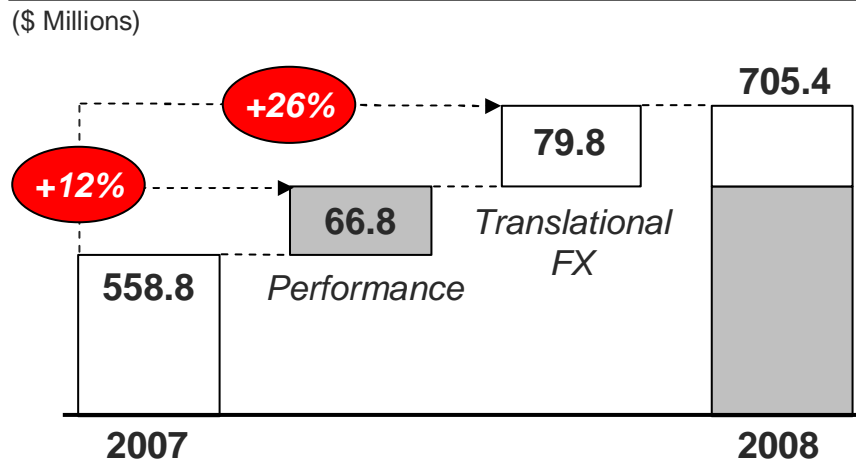 ($ Millions)
705.4
+26%
79.8
+12%
66.8
Translational
FX
558.8
Performance
2007
2008